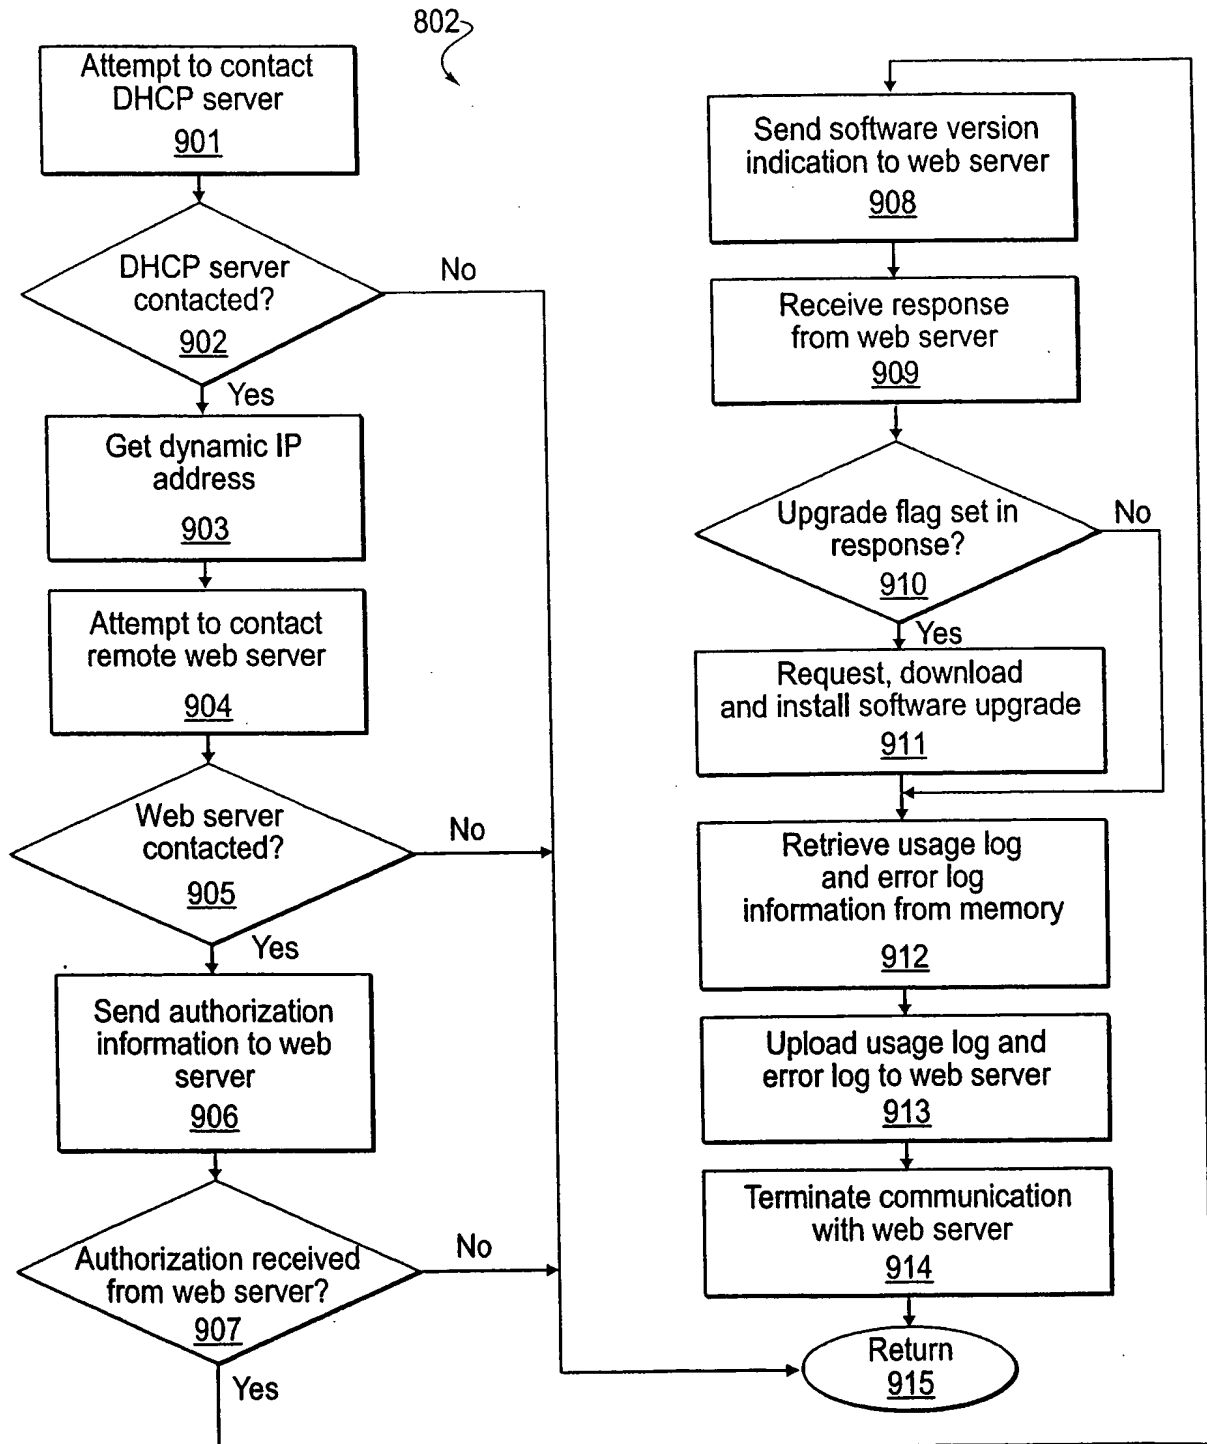 802
Attempt to contact
DHCP server
901
DHCP server
contacted?
902
No
Yes
Get dynamic IP
address
903
Attempt to contact
remote web server
904
Web server
contacted?
905
No
Yes
Send authorization
information to web
server
906
Authorization received
from web server?
907
No
Yes
Send software version
indication to web server
908
Receive response
from web server
909
Upgrade flag set in
response?
910
No
Yes
Request, download
and install software upgrade
911
Retrieve usage log
and error log
information from memory
912
Upload usage log and
error log to web server
913
Terminate communication
with web server
914
Return
915